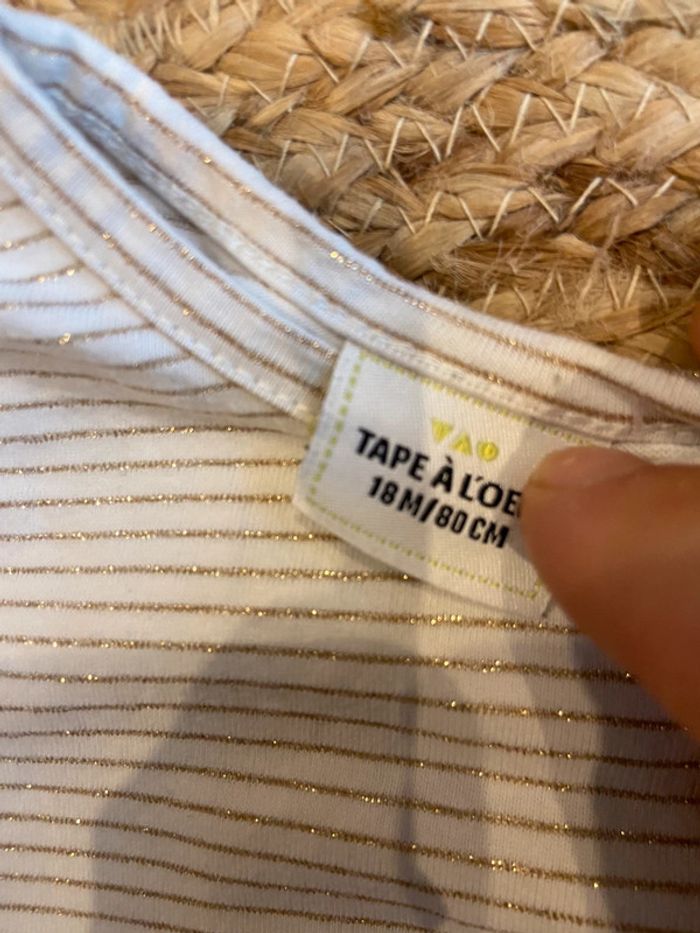 TAO
TAPE À L'OE
18M/80CM